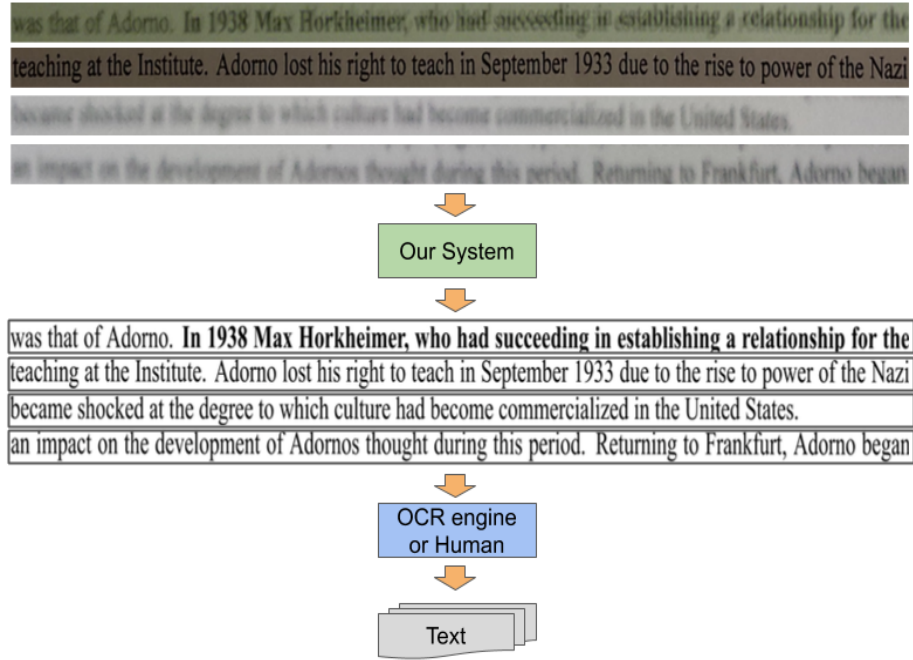 was that of Adorno. In 1938 Max Horkheimer, who had succeeding in establishing a relationship for the
teaching at the Institute. Adorno lost his right to teach in September 1933 due to the rise to power of the Nazi
became shocked at the degree to which culture had become commercialized in the United States.
an impact on the development of Adornos thought during this period. Returning to Frankfurt, Adorno began
Our System
was that of Adorno. In 1938 Max Horkheimer, who had succeeding in establishing a relationship for the
teaching at the Institute. Adorno lost his right to teach in September 1933 due to the rise to power of the Nazi
became shocked at the degree to which culture had become commercialized in the United States.
an impact on the development of Adornos thought during this period. Returning to Frankfurt, Adorno began
OCR engine
or Human
Text